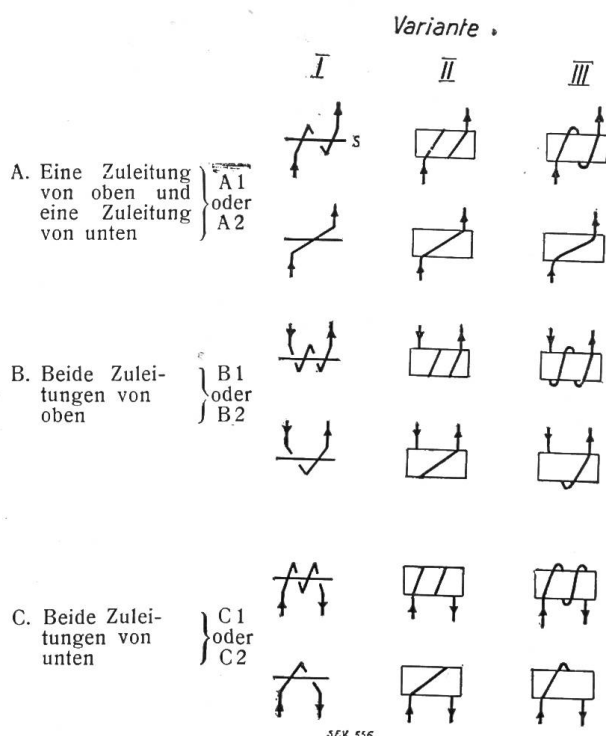 Variante
I II III
S
A. Eine Zuleitung
von oben und
eine Zuleitung
von unten
A 1
oder
A 2
B. Beide Zulei-
tungen von
oben
B 1
oder
B 2
C. Beide Zulei-
tungen von
unten
C 1
oder
C 2
SEV 556